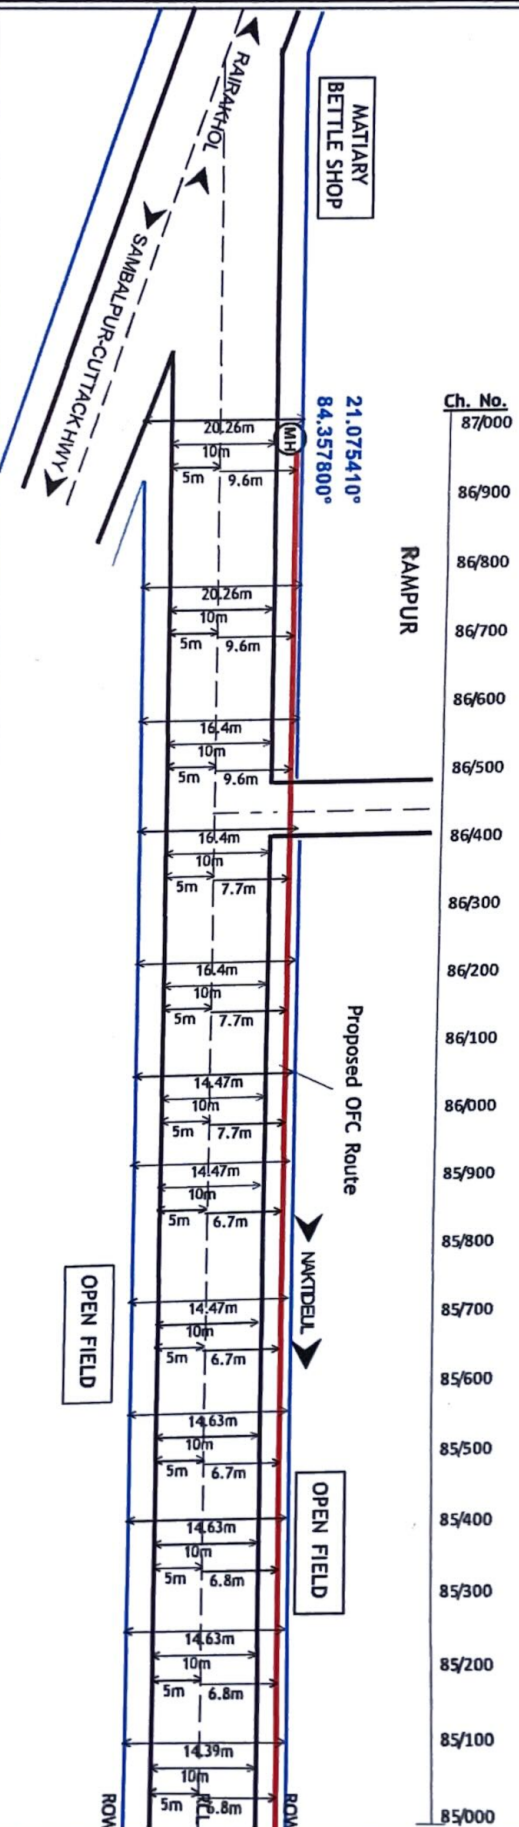 RAIRAKHOL
SAMBALPUR-CUTTACK HWY
MATIARY
BETTLE SHOP
21.075410°
84.357800°
RAMPUR
Ch. No.
87/000
86/900
86/800
86/700
86/600
86/500
86/400
86/300
86/200
86/100
86/000
85/900
85/800
85/700
85/600
85/500
85/400
85/300
85/200
85/100
85/000
MH
20.26m
10m
5m 9.6m
20.26m
10m
5m 9.6m
16.4m
10m
5m 9.6m
16.4m
10m
5m 7.7m
16.4m
10m
5m 7.7m
Proposed OFC Route
14.47m
10m
5m 7.7m
14.47m
10m
5m 6.7m
NAKTIDEUL
OPEN FIELD
14.47m
10m
5m 6.7m
14.63m
10m
5m 6.7m
OPEN FIELD
14.63m
10m
5m 6.8m
14.63m
10m
5m 6.8m
14.39m
10m
5m 6.8m
ROW
ROW